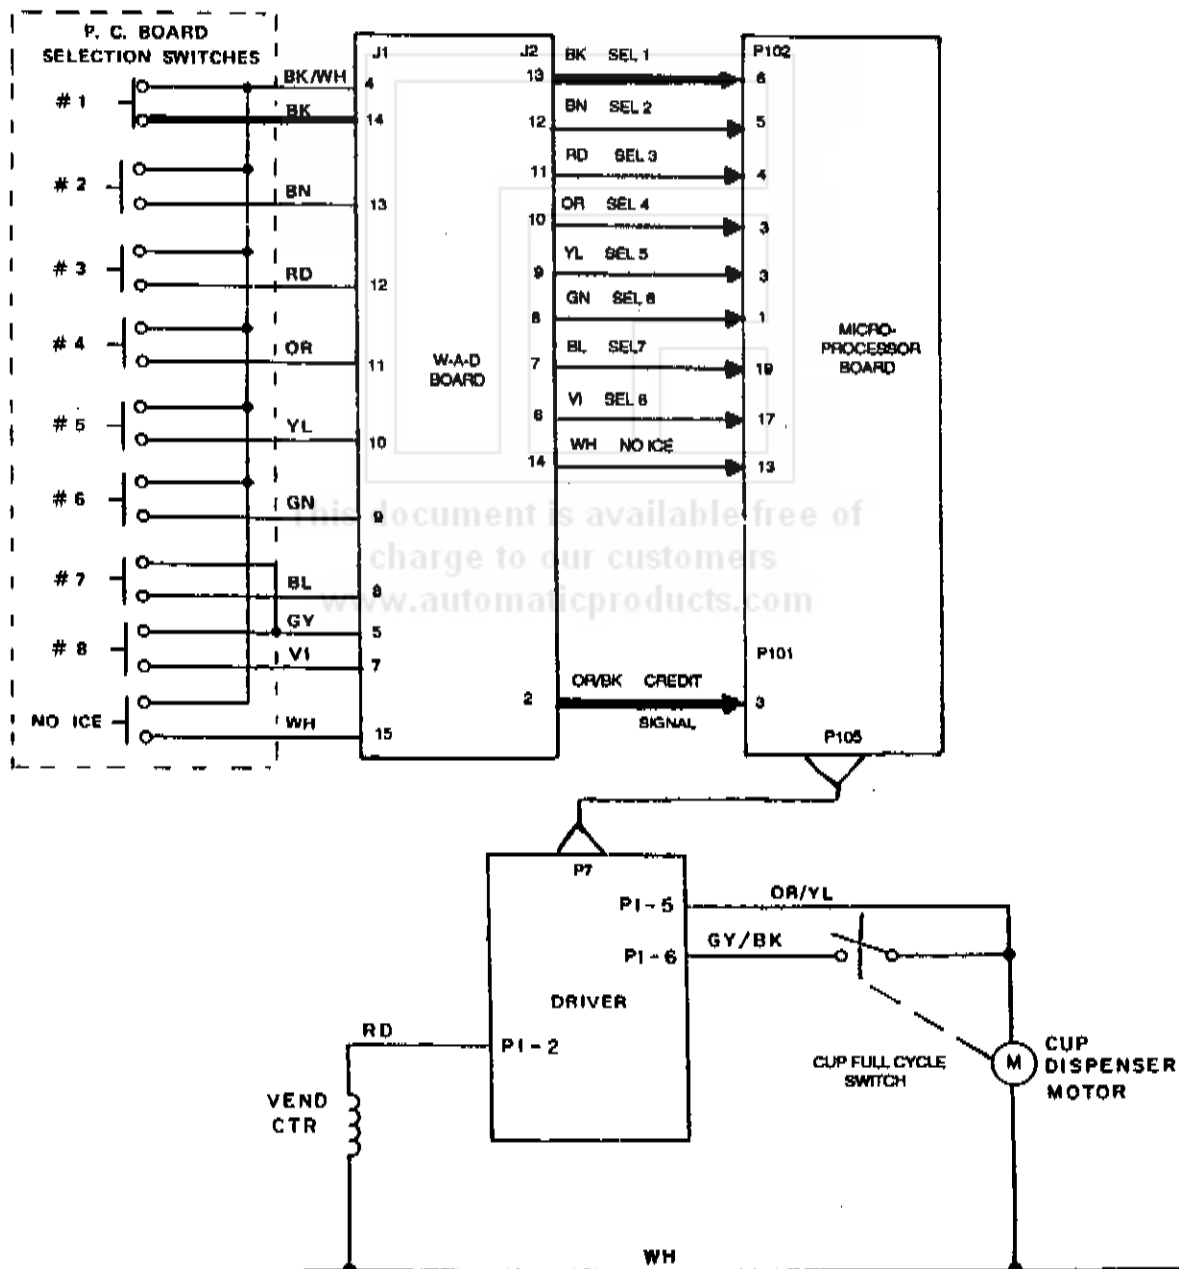 P. C. BOARD
SELECTION SWITCHES
# 1
# 2
# 3
# 4
# 5
# 6
# 7
# 8
NO ICE
BK/WH
BK
BN
RD
OR
YL
GN
BL
GY
VI
WH
J1
4
14
13
12
11
10
9
8
5
7
15
W-A-D
BOARD
J2
13
12
11
10
9
8
7
6
14
2
BK SEL 1
BN SEL 2
RD SEL 3
OR SEL 4
YL SEL 5
GN SEL 6
BL SEL7
VI SEL 8
WH NO ICE
OR/BK CREDIT
SIGNAL
P102
6
5
4
3
3
1
19
17
13
MICRO-
PROCESSOR
BOARD
P101
3
P105
This document is available free of
charge to our customers
www.automaticproducts.com
P7
P1-5
P1-6
DRIVER
P1-2
OR/YL
GY/BK
RD
VEND
CTR
CUP FULL CYCLE
SWITCH
M
CUP
DISPENSER
MOTOR
WH